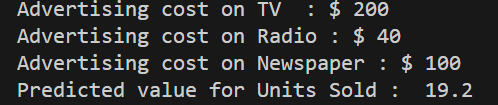 Advertising cost on TV  : $ 200
Advertising cost on Radio : $ 40
Advertising cost on Newspaper : $ 100
Predicted value for Units Sold :  19.2